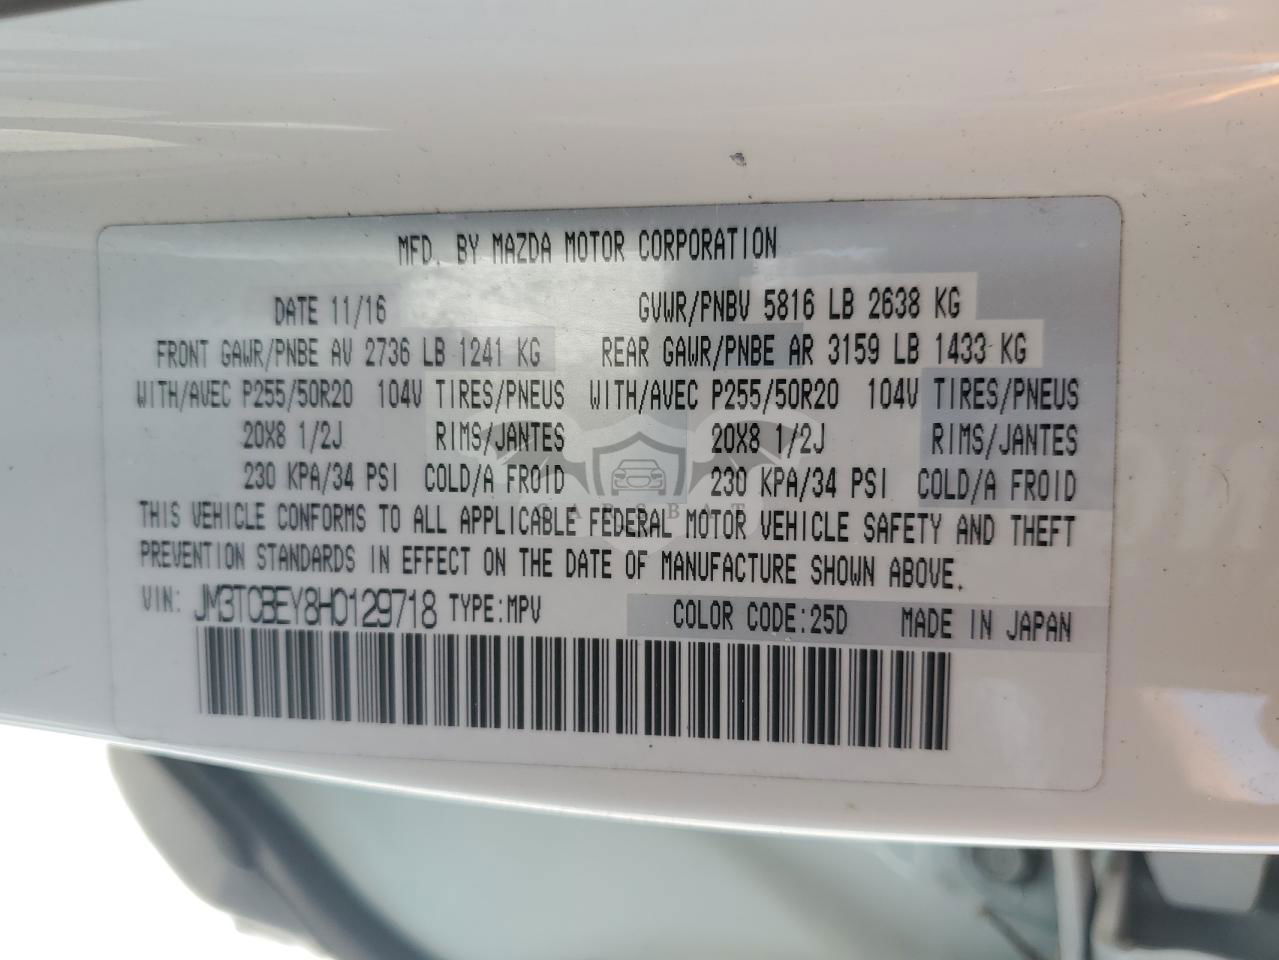 MFD. BY MAZDA MOTOR CORPORATION
DATE 11/16 GVWR/PNBV 5816 LB 2638 KG
FRONT GAWR/PNBE AV 2736 LB 1241 KG REAR GAWR/PNBE AR 3159 LB 1433 KG
WITH/AVEC P255/50R20 104V TIRES/PNEUS WITH/AVEC P255/50R20 104V TIRES/PNEUS
20X8 1/2J RIMS/JANTES 20X8 1/2J RIMS/JANTES
230 KPA/34 PSI COLD/A FROID 230 KPA/34 PSI COLD/A FROID
CARSBAT
THIS VEHICLE CONFORMS TO ALL APPLICABLE FEDERAL MOTOR VEHICLE SAFETY AND THEFT
PREVENTION STANDARDS IN EFFECT ON THE DATE OF MANUFACTURE SHOWN ABOVE.
VIN: JM3TCBEY8H0129718 TYPE:MPV COLOR CODE:25D MADE IN JAPAN